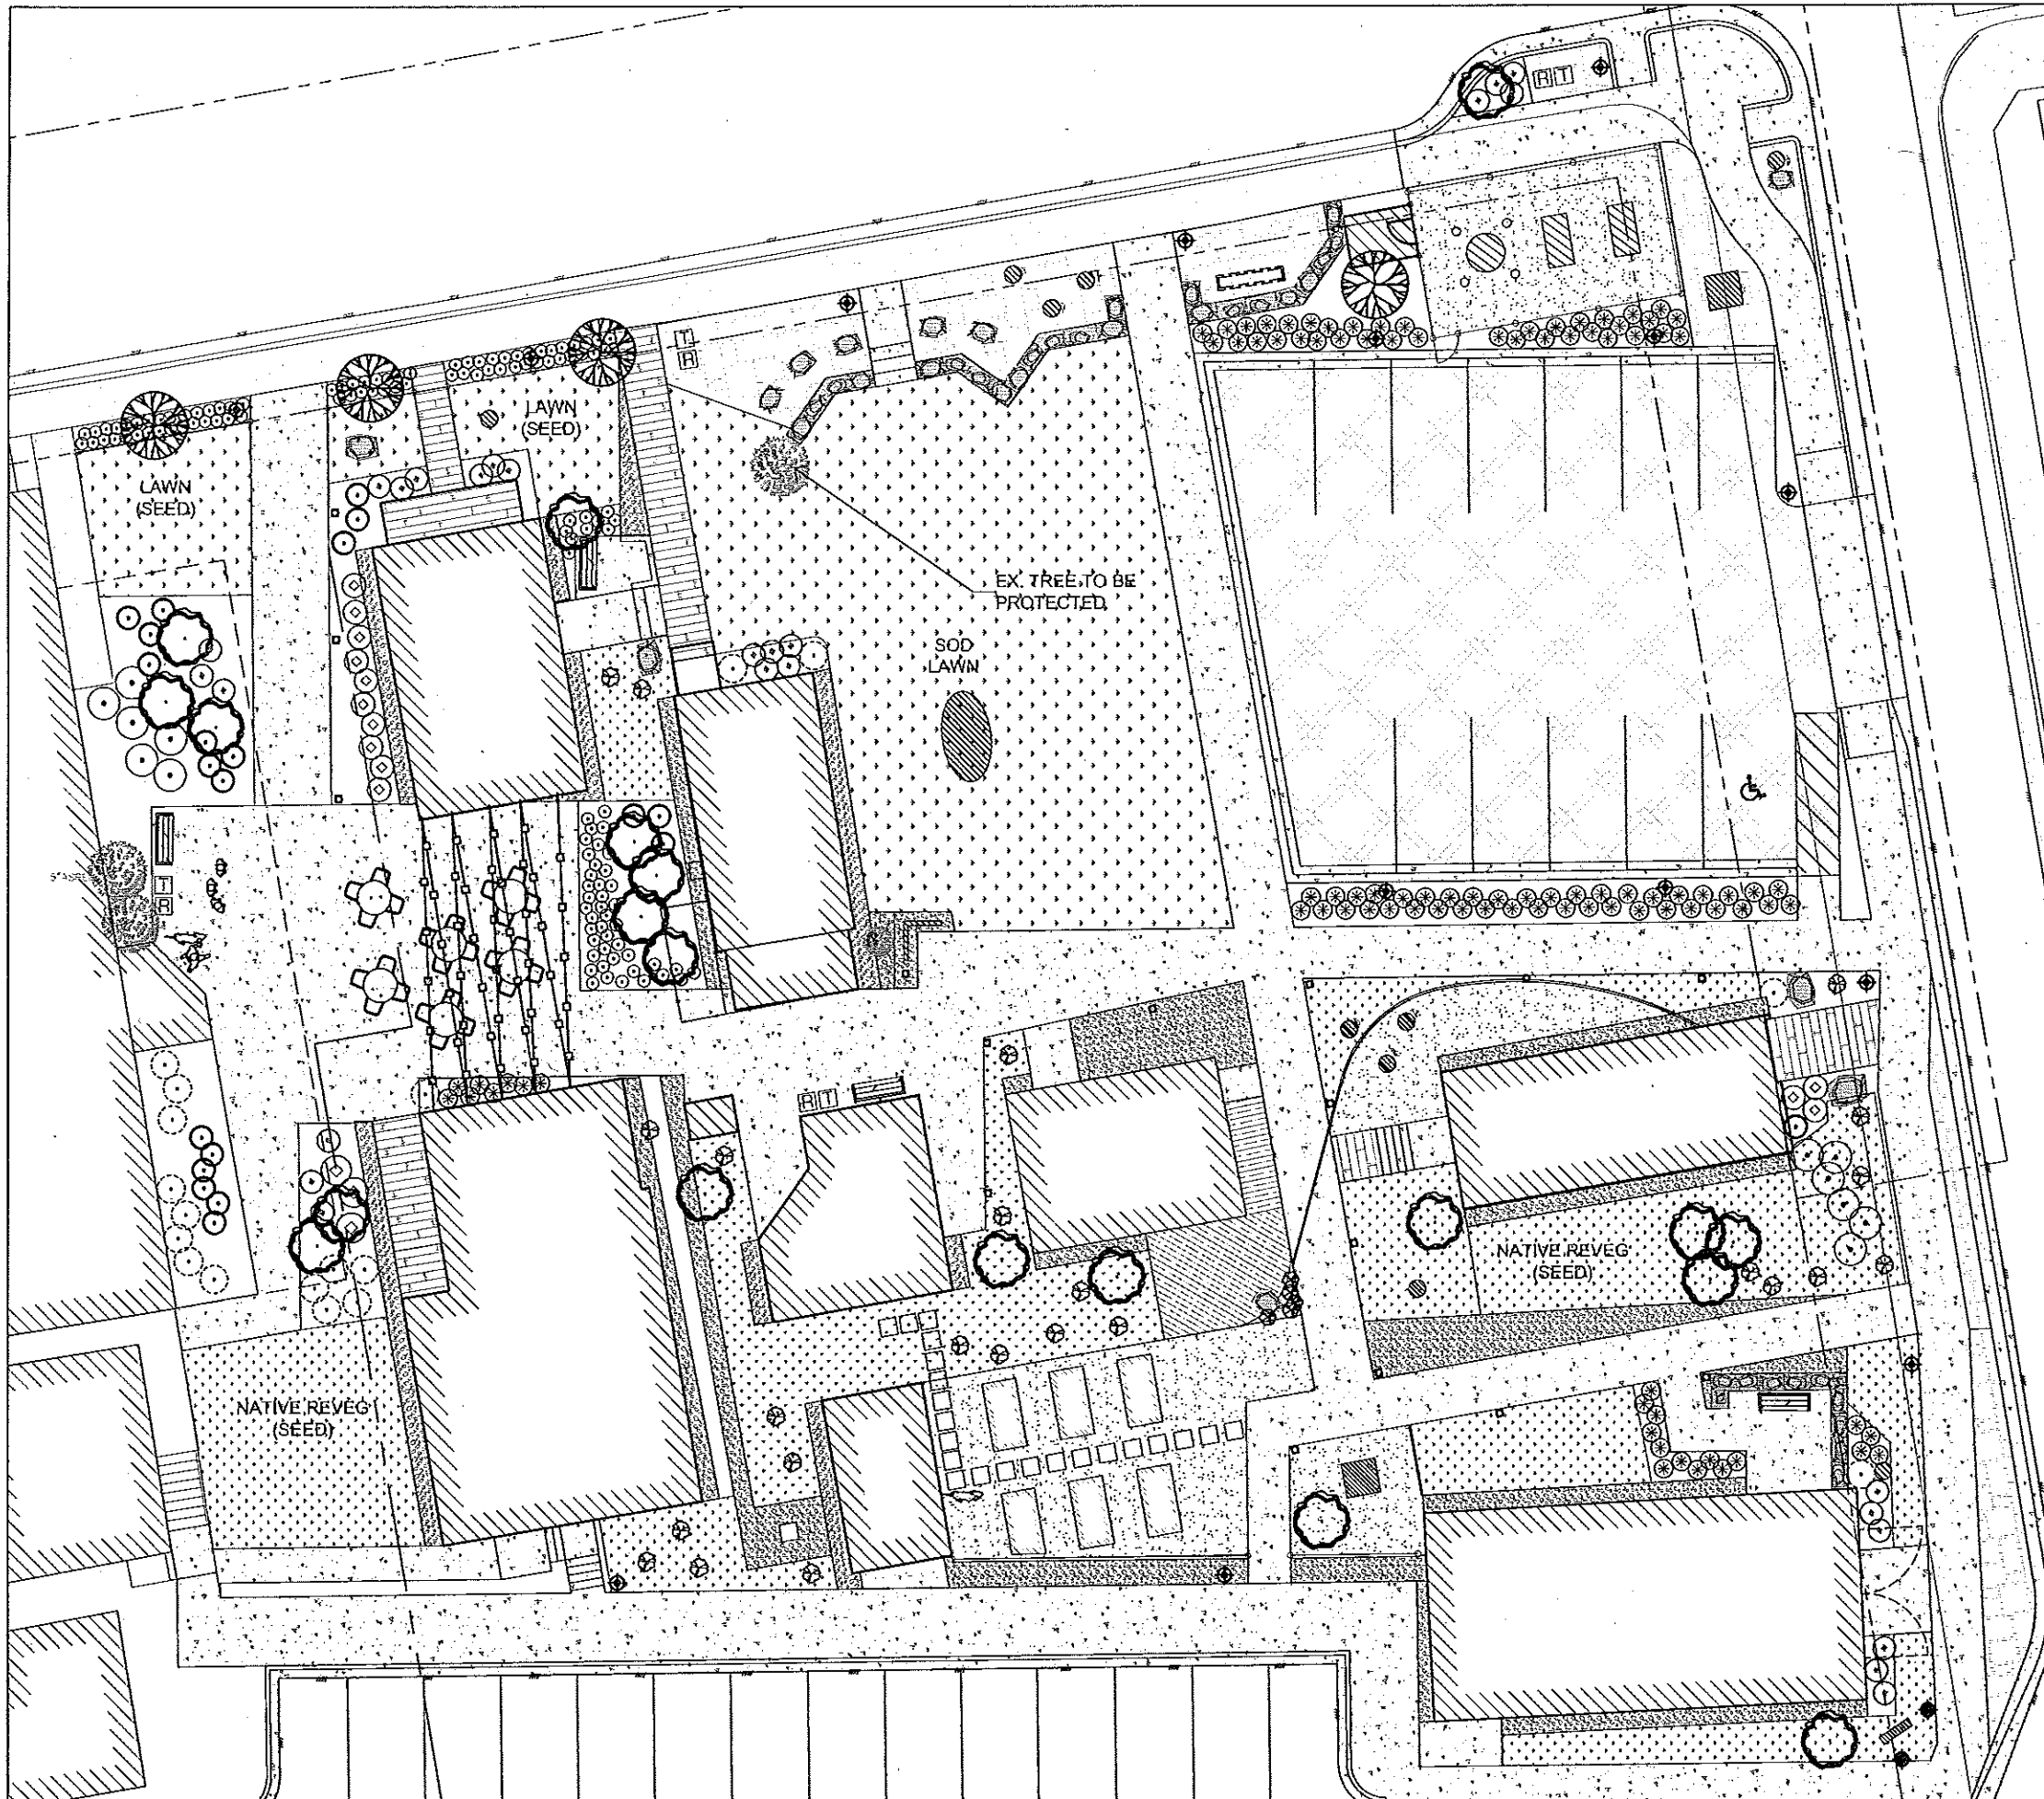 R T
T
R
LAWN
(SEED)
LAWN
(SEED)
EX. TREE TO BE
PROTECTED
SOD
LAWN
T
R
R T
NATIVE REVEG
(SEED)
NATIVE REVEG
(SEED)